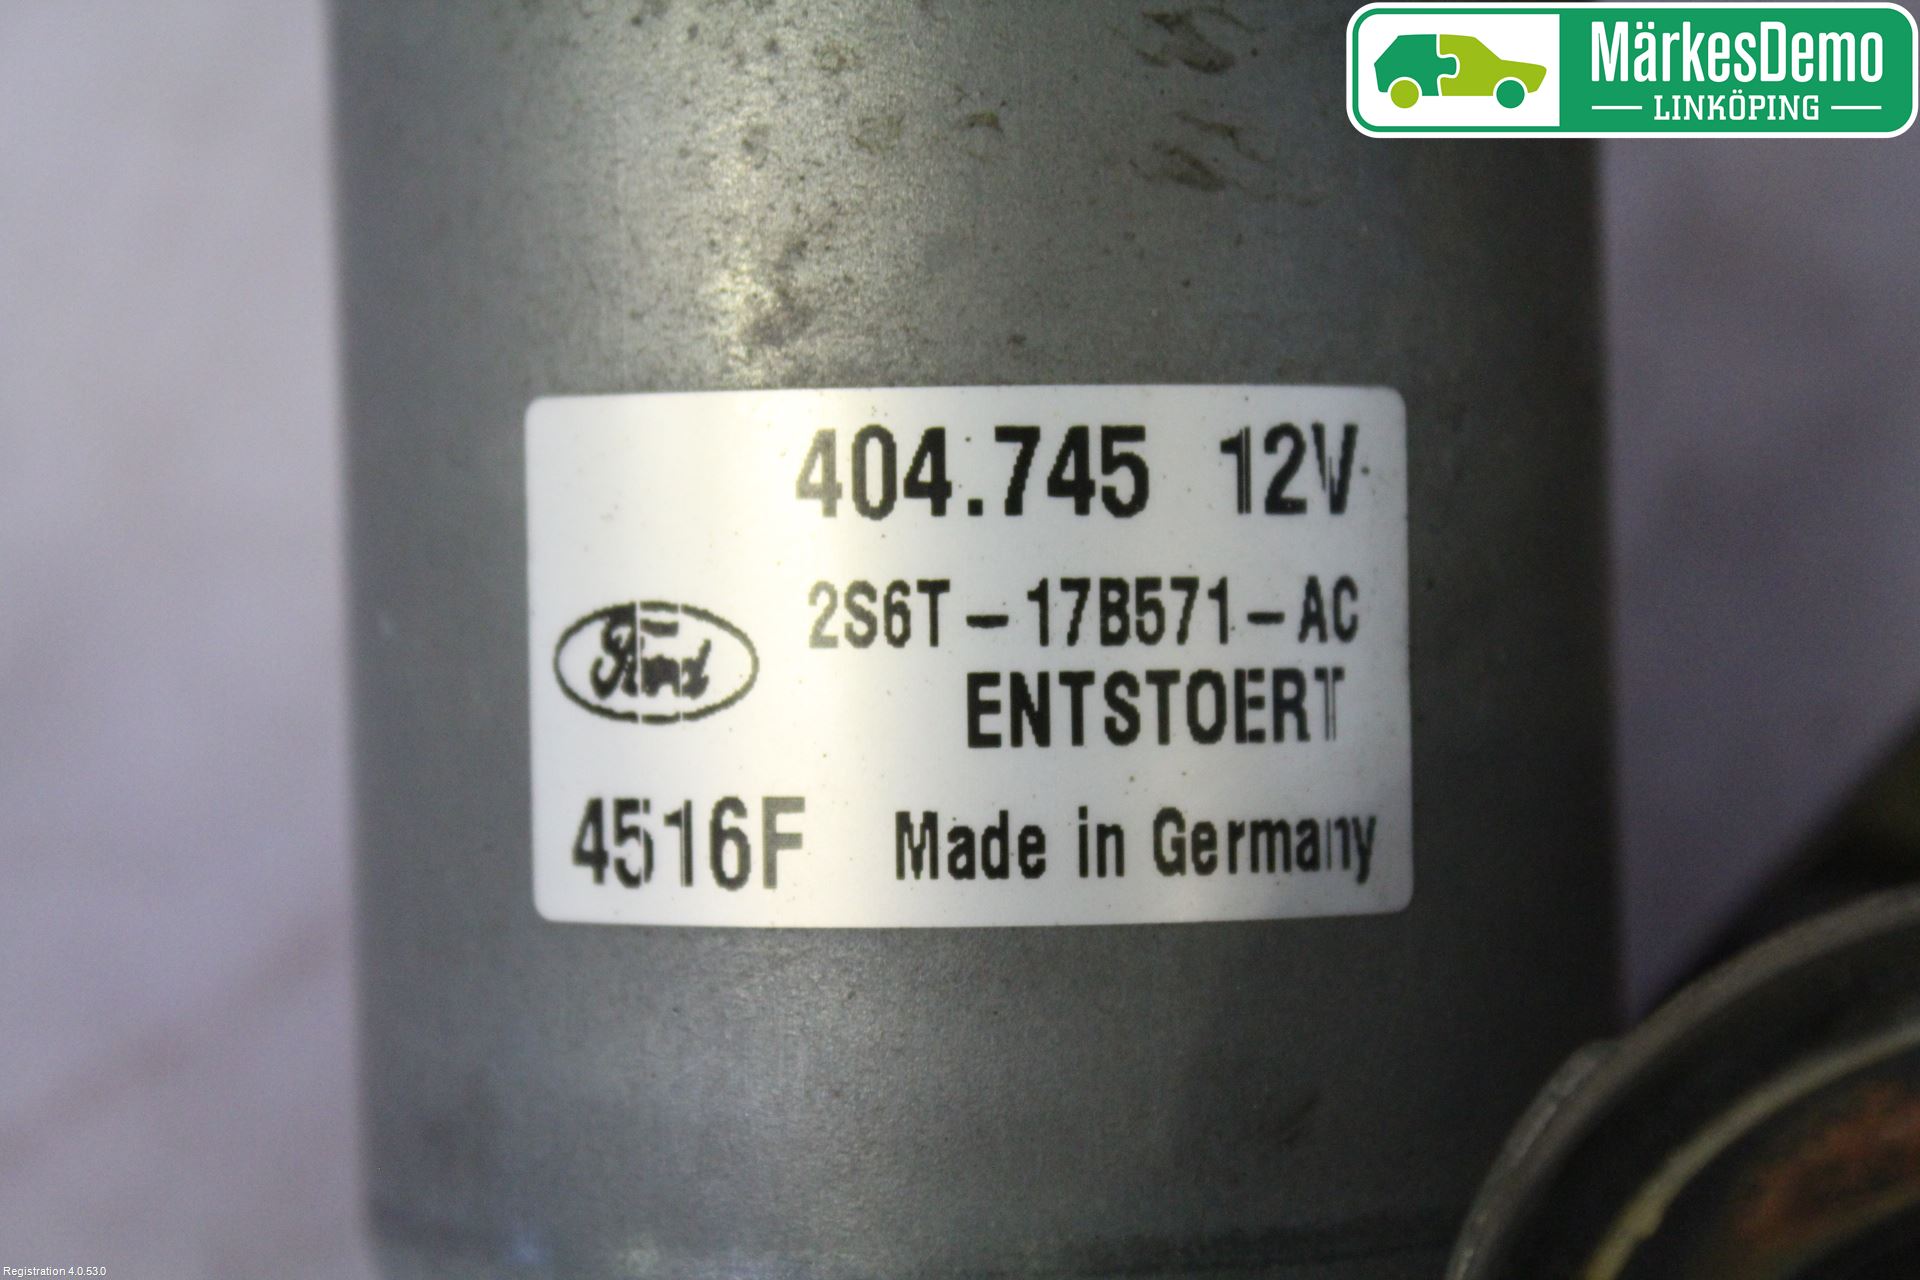 MärkesDemo
LINKÖPING
404.745 12V
2S6T-17B571-AC
Ford
ENTSTOERT
4516F Made in Germany
Registration 4.0.53.0